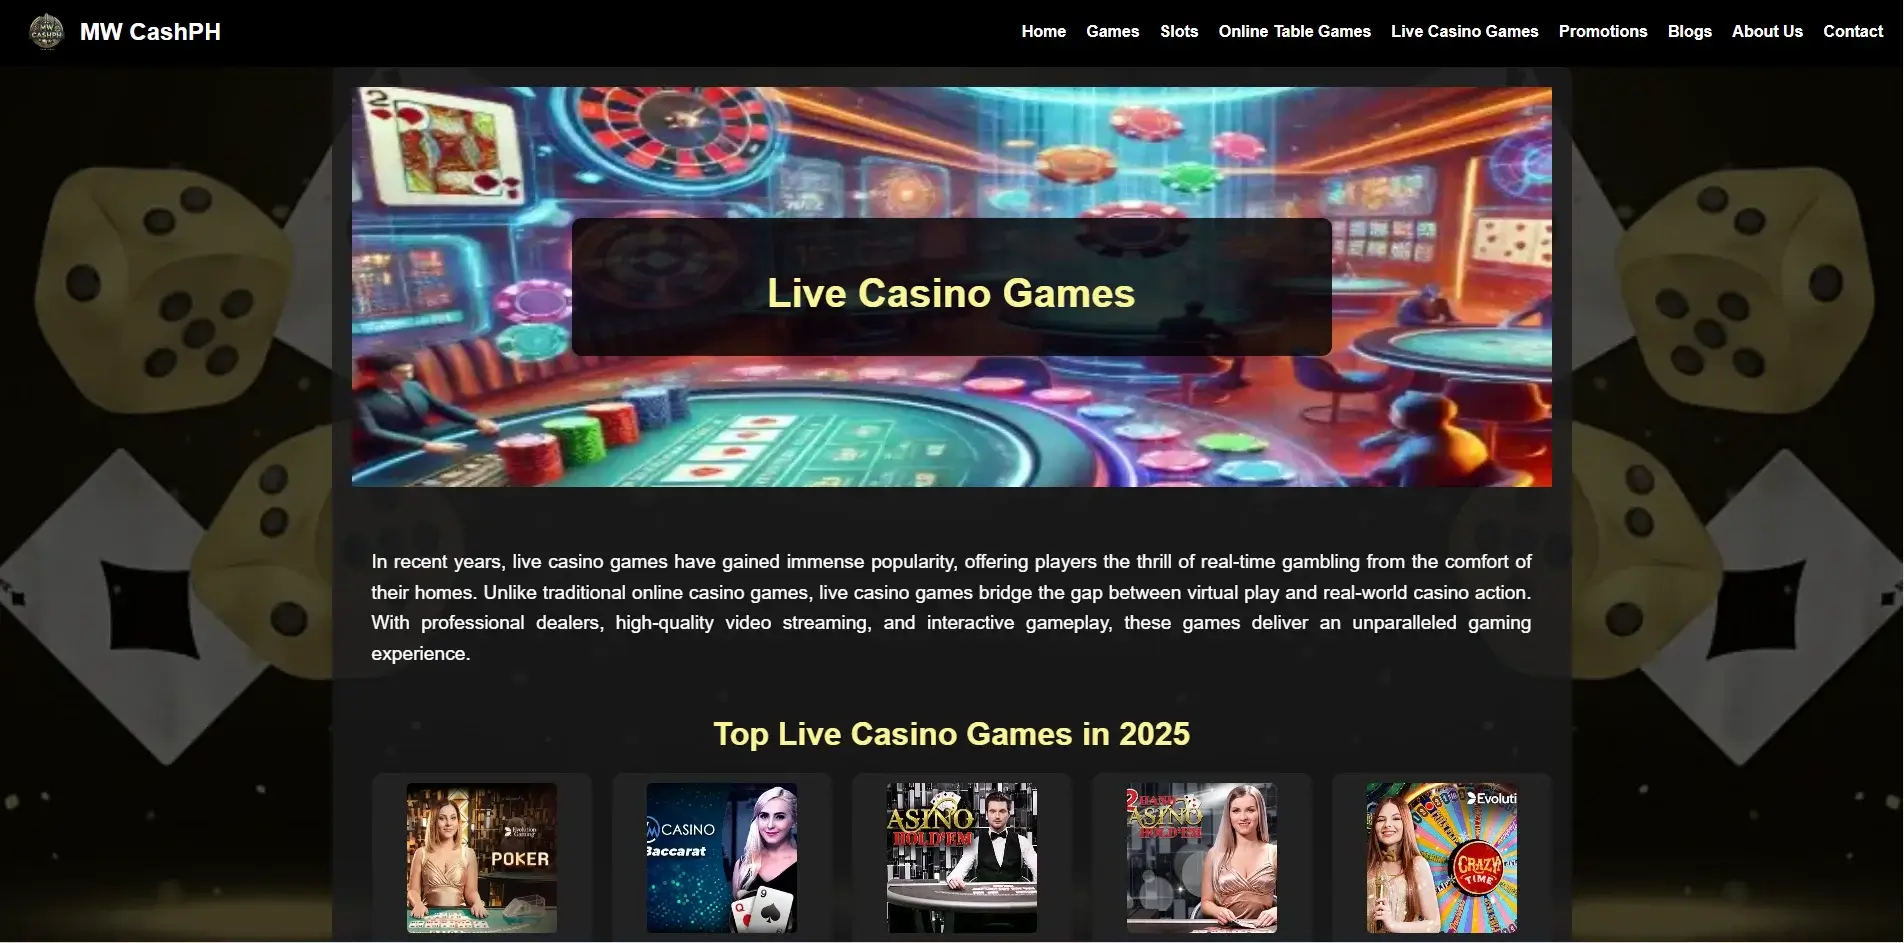 MW CashPH
Home Games Slots Online Table Games Live Casino Games Promotions Blogs About Us Contact
Live Casino Games
In recent years, live casino games have gained immense popularity, offering players the thrill of real-time gambling from the comfort of
their homes. Unlike traditional online casino games, live casino games bridge the gap between virtual play and real-world casino action.
With professional dealers, high-quality video streaming, and interactive gameplay, these games deliver an unparalleled gaming
experience.
Top Live Casino Games in 2025
Evolution
Gaming
POKER
CASINO
Baccarat
ASINO
HOLD'EM
2 HAND
ASINO
HOLD'EM
Evoluti
CRAZY
TIME